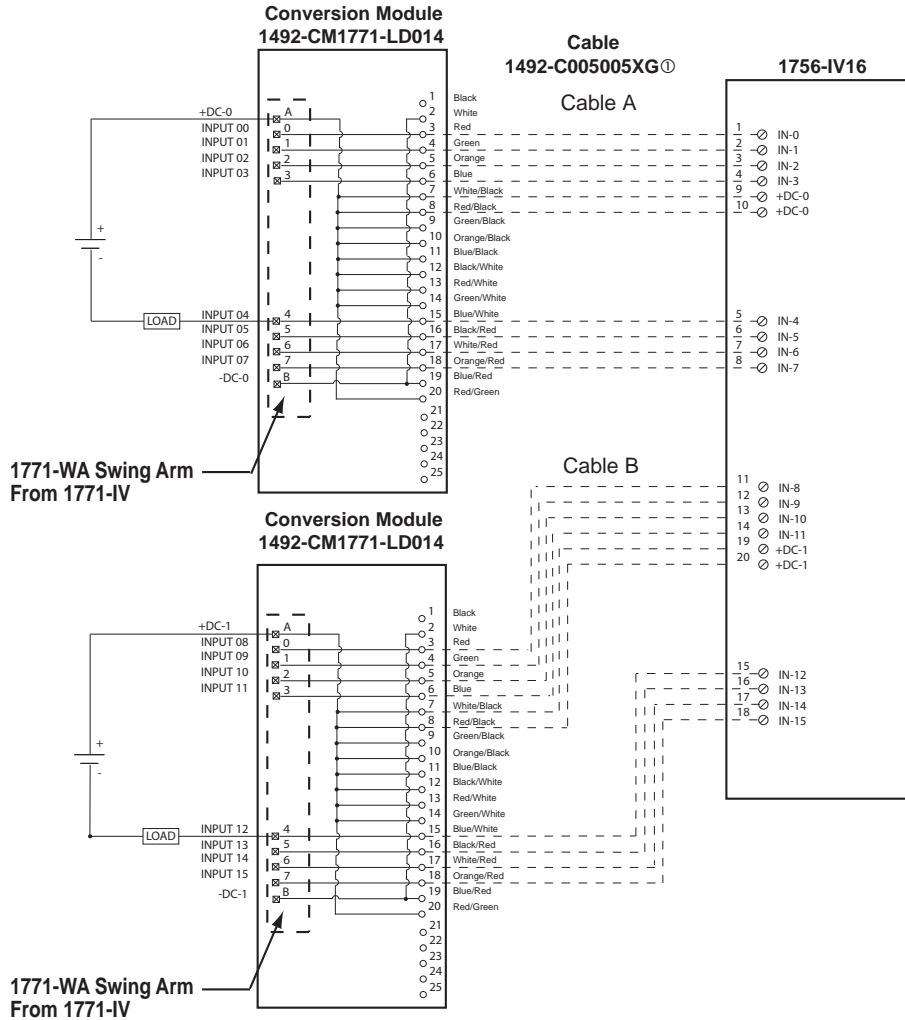 Conversion Module
1492-CM1771-LD014
Cable
1492-C005005XG①
1756-IV16
Cable A
+DC-0
INPUT 00
INPUT 01
INPUT 02
INPUT 03
A
0
1
2
3
+
-
LOAD
INPUT 04
INPUT 05
INPUT 06
INPUT 07
-DC-0
4
5
6
7
B
1 Black
2 White
3 Red
4 Green
5 Orange
6 Blue
7 White/Black
8 Red/Black
9 Green/Black
10 Orange/Black
11 Blue/Black
12 Black/White
13 Red/White
14 Green/White
15 Blue/White
16 Black/Red
17 White/Red
18 Orange/Red
19 Blue/Red
20 Red/Green
21
22
23
24
25
1 IN-0
2 IN-1
3 IN-2
4 IN-3
9 +DC-0
10 +DC-0
5 IN-4
6 IN-5
7 IN-6
8 IN-7
1771-WA Swing Arm
From 1771-IV
Cable B
11 IN-8
12 IN-9
13 IN-10
14 IN-11
19 +DC-1
20 +DC-1
15 IN-12
16 IN-13
17 IN-14
18 IN-15
Conversion Module
1492-CM1771-LD014
+DC-1
INPUT 08
INPUT 09
INPUT 10
INPUT 11
A
0
1
2
3
+
-
LOAD
INPUT 12
INPUT 13
INPUT 14
INPUT 15
-DC-1
4
5
6
7
B
1 Black
2 White
3 Red
4 Green
5 Orange
6 Blue
7 White/Black
8 Red/Black
9 Green/Black
10 Orange/Black
11 Blue/Black
12 Black/White
13 Red/White
14 Green/White
15 Blue/White
16 Black/Red
17 White/Red
18 Orange/Red
19 Blue/Red
20 Red/Green
21
22
23
24
25
1771-WA Swing Arm
From 1771-IV